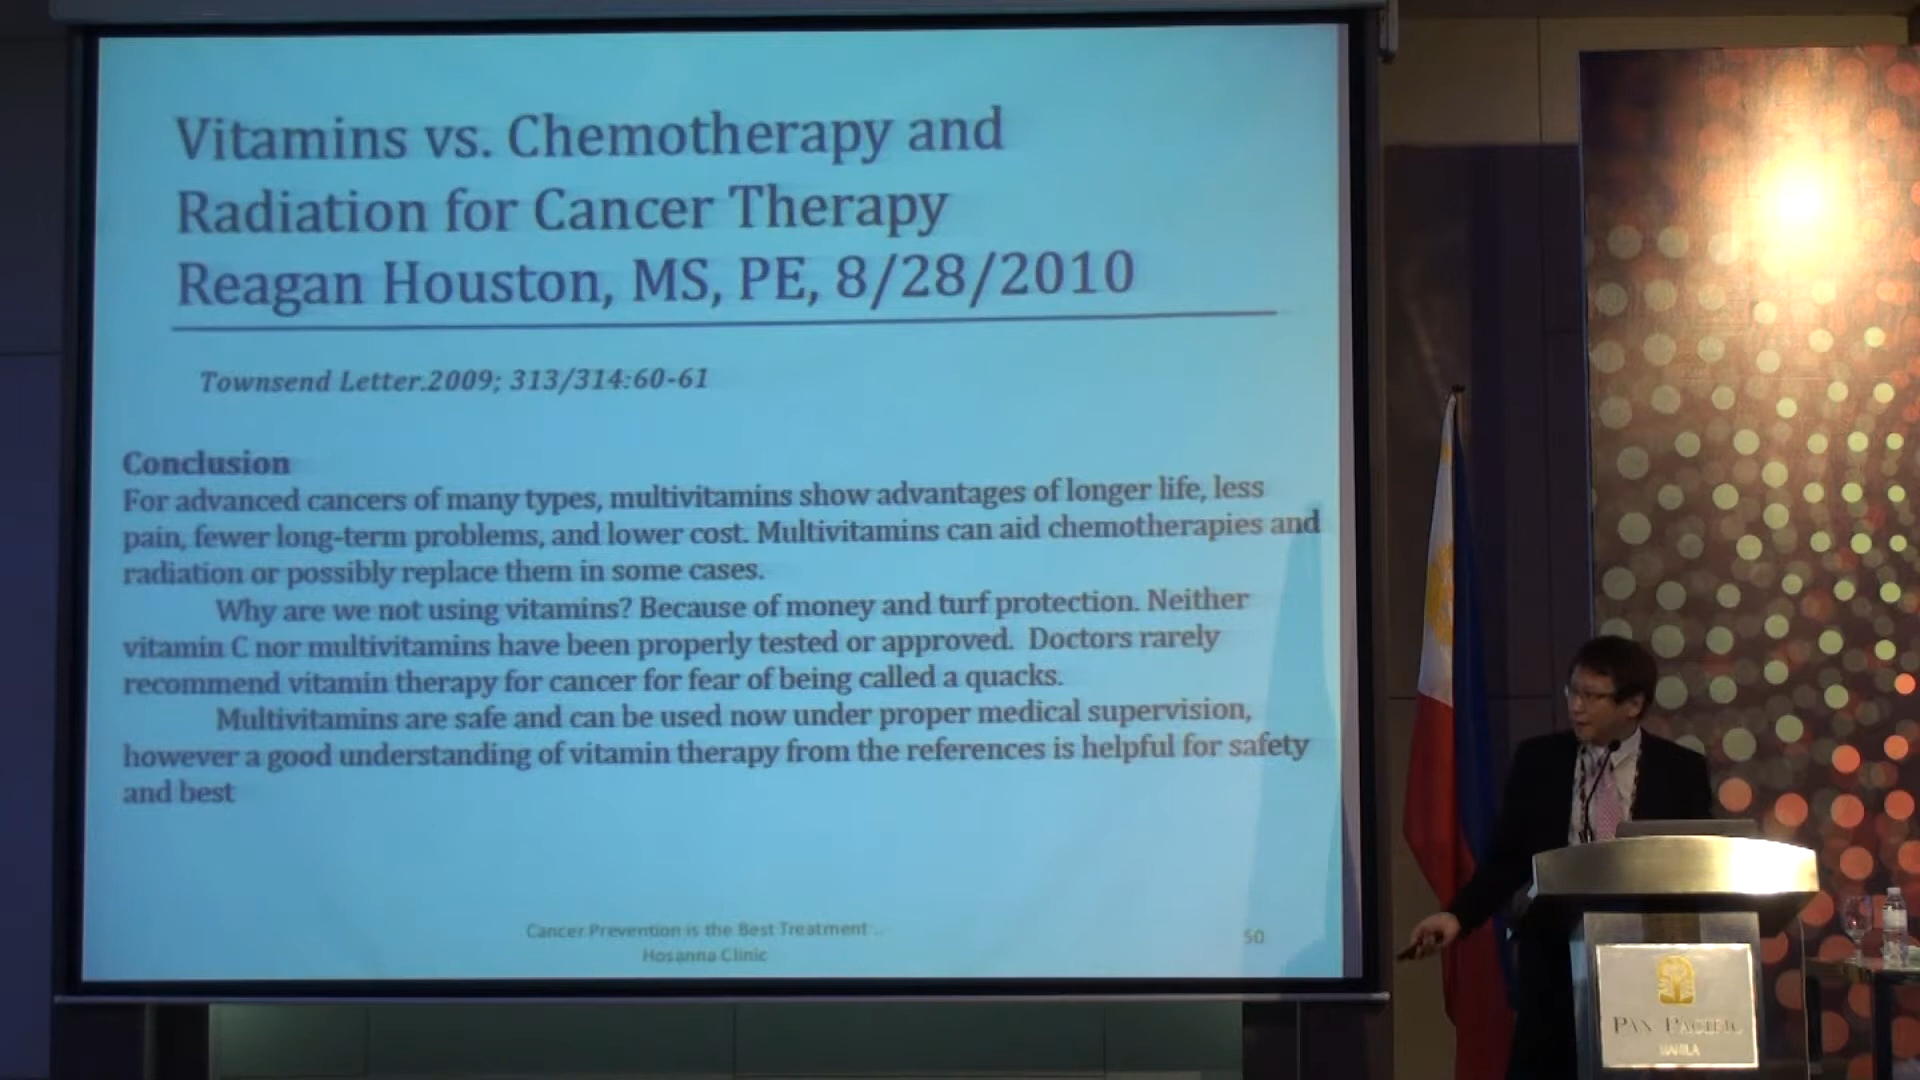 Vitamins vs. Chemotherapy and
Radiation for Cancer Therapy
Reagan Houston, MS, PE, 8/28/2010
Townsend Letter.2009; 313/314:60-61
Conclusion
For advanced cancers of many types, multivitamins show advantages of longer life, less
pain, fewer long-term problems, and lower cost. Multivitamins can aid chemotherapies and
radiation or possibly replace them in some cases.
Why are we not using vitamins? Because of money and turf protection. Neither
vitamin C nor multivitamins have been properly tested or approved. Doctors rarely
recommend vitamin therapy for cancer for fear of being called a quacks.
Multivitamins are safe and can be used now under proper medical supervision,
however a good understanding of vitamin therapy from the references is helpful for safety
and best
Cancer Prevention is the Best Treatment ..
Hosanna Clinic
50
PAN PACIFIC
MANILA